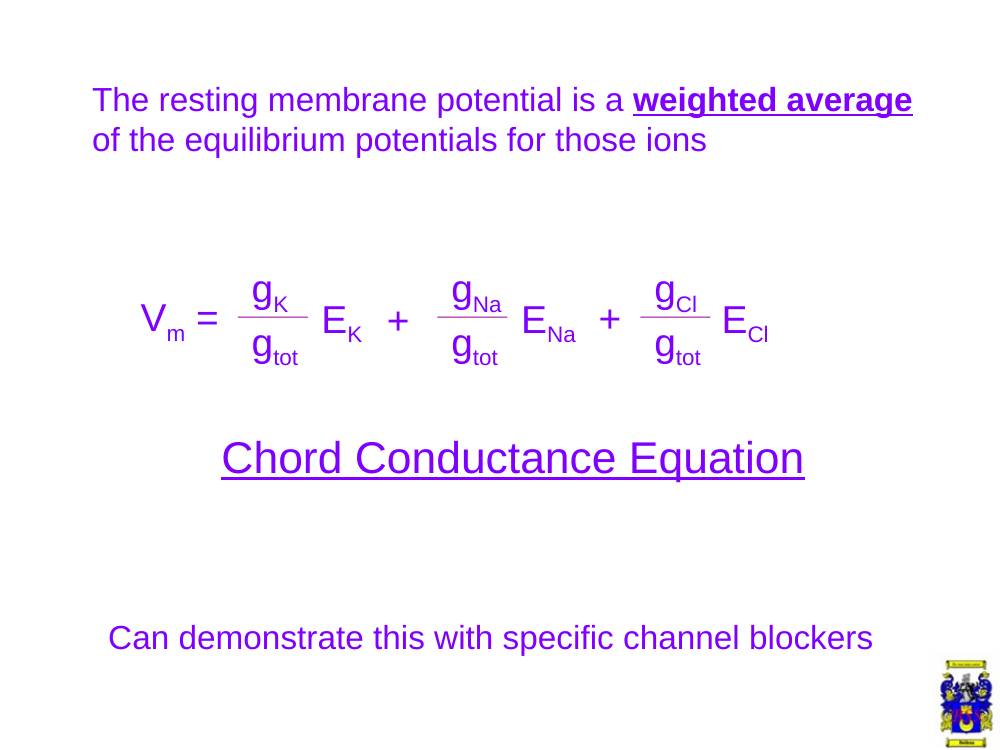 The resting membrane potential is a weighted average
of the equilibrium potentials for those ions
Vm = gK/gtot EK + gNa/gtot ENa + gCl/gtot ECl
Chord Conductance Equation
Can demonstrate this with specific channel blockers